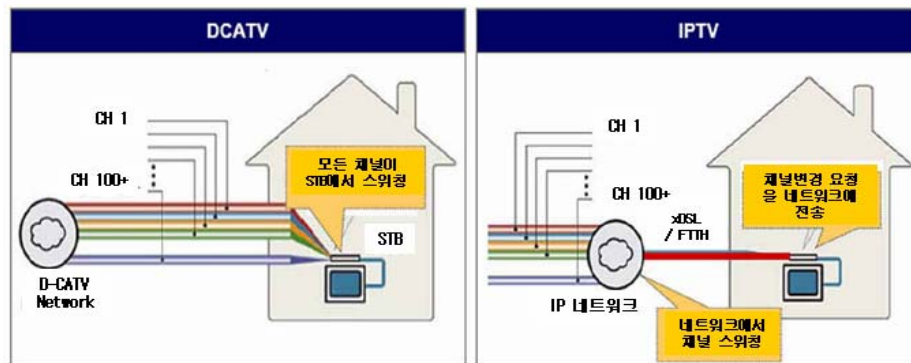 DCATV
CH 1
CH 100+
모든 채널이
STB에서 스위칭
STB
D-CATV
Network
IPTV
CH 1
CH 100+
채널변경 요청
을 네트워크에
전송
xDSL
/ FTTH
IP 네트워크
네트워크에서
채널 스위칭